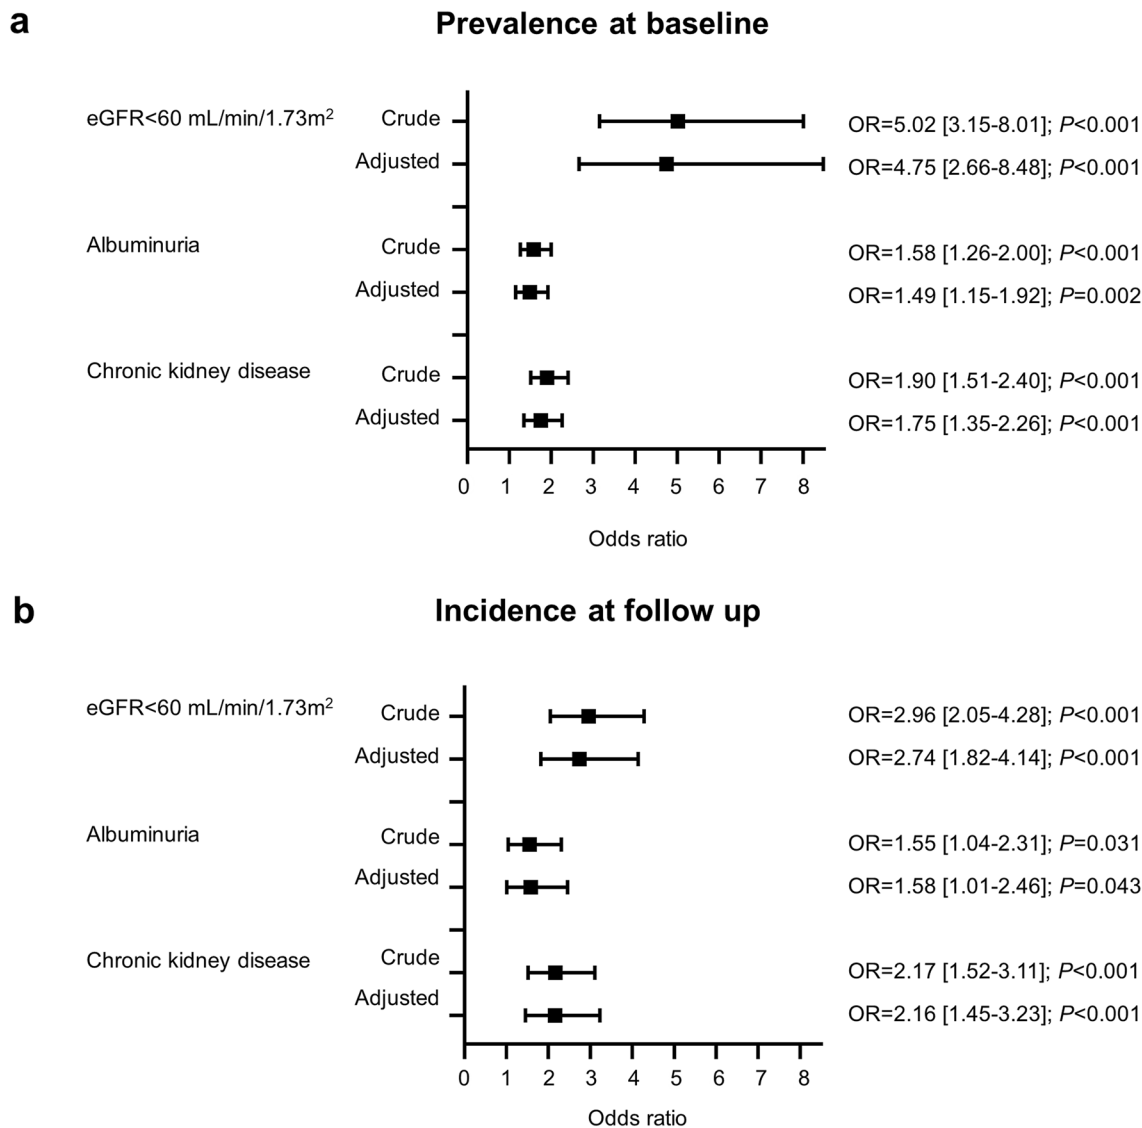 a
Prevalence at baseline
eGFR<60 mL/min/1.73m² Crude OR=5.02 [3.15-8.01]; P<0.001
Adjusted OR=4.75 [2.66-8.48]; P<0.001
Albuminuria Crude OR=1.58 [1.26-2.00]; P<0.001
Adjusted OR=1.49 [1.15-1.92]; P=0.002
Chronic kidney disease Crude OR=1.90 [1.51-2.40]; P<0.001
Adjusted OR=1.75 [1.35-2.26]; P<0.001
0 1 2 3 4 5 6 7 8
Odds ratio
b
Incidence at follow up
eGFR<60 mL/min/1.73m² Crude OR=2.96 [2.05-4.28]; P<0.001
Adjusted OR=2.74 [1.82-4.14]; P<0.001
Albuminuria Crude OR=1.55 [1.04-2.31]; P=0.031
Adjusted OR=1.58 [1.01-2.46]; P=0.043
Chronic kidney disease Crude OR=2.17 [1.52-3.11]; P<0.001
Adjusted OR=2.16 [1.45-3.23]; P<0.001
0 1 2 3 4 5 6 7 8
Odds ratio